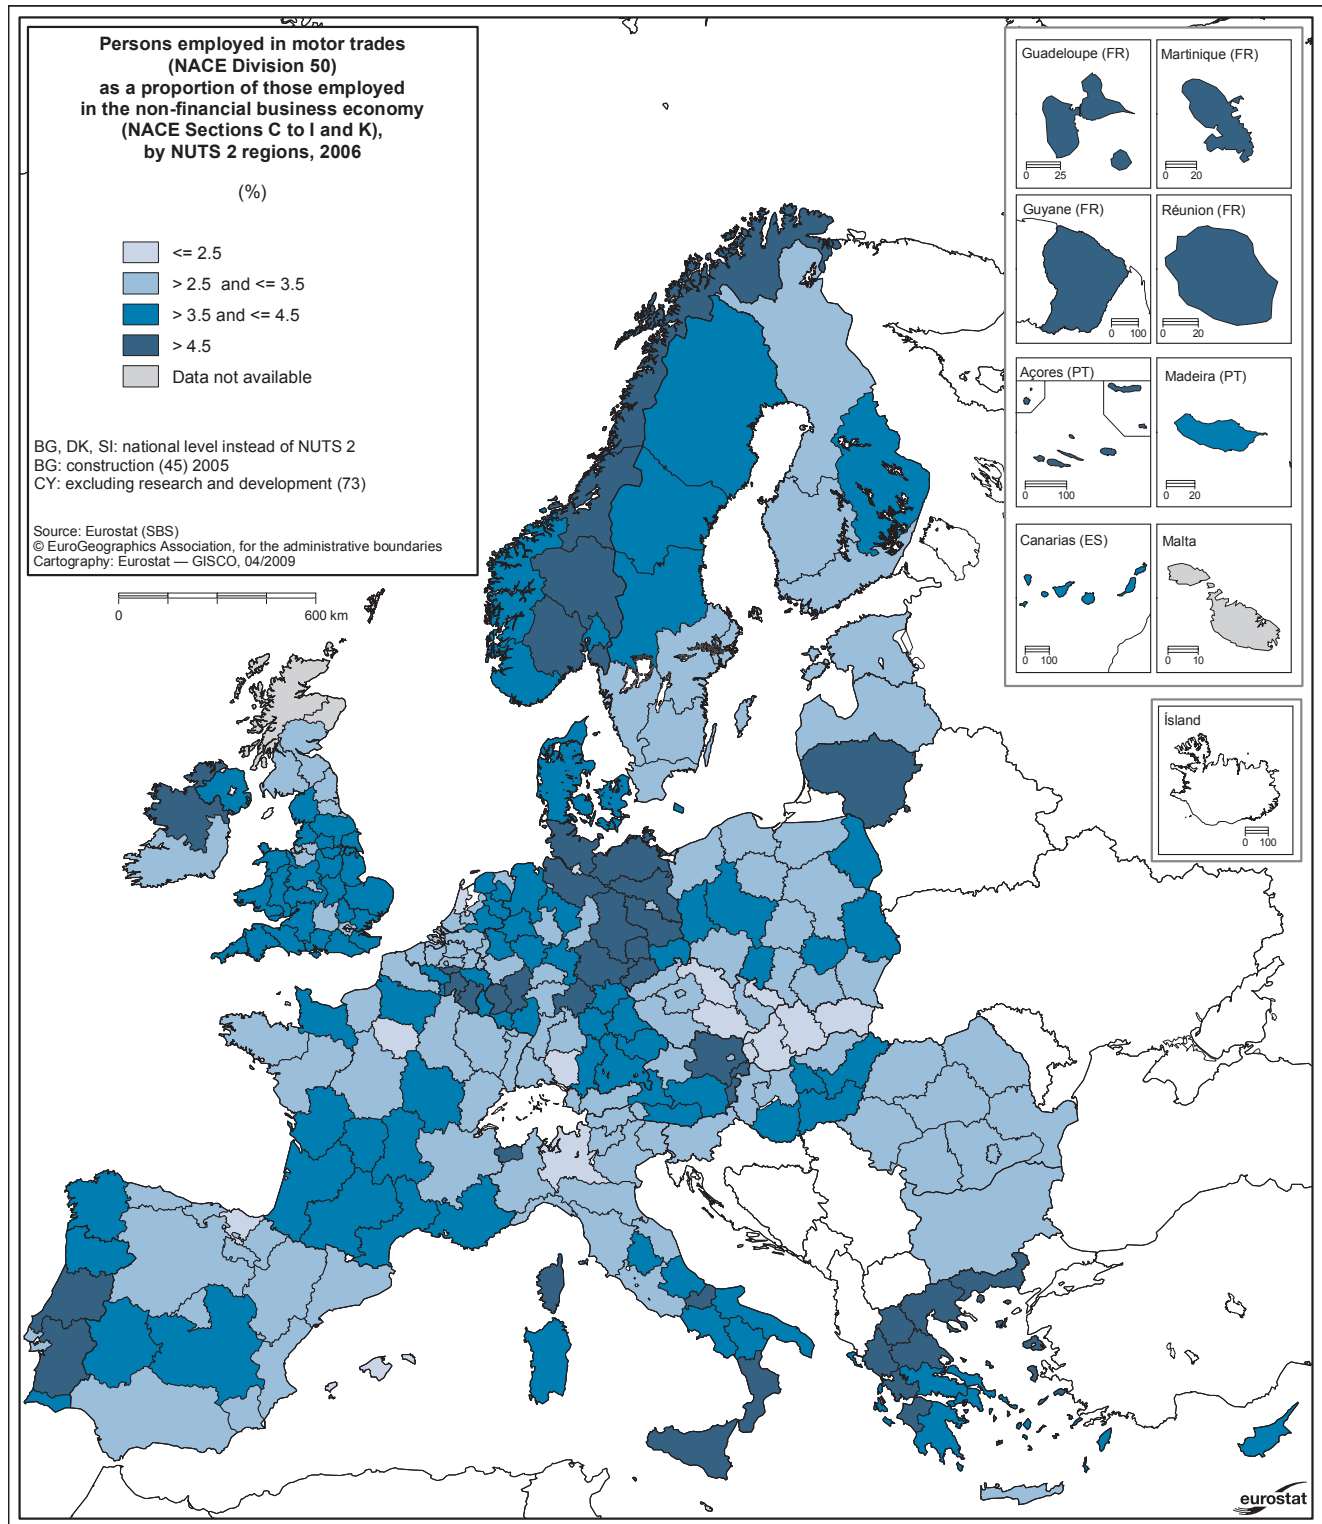 Persons employed in motor trades
(NACE Division 50)
as a proportion of those employed
in the non-financial business economy
(NACE Sections C to I and K),
by NUTS 2 regions, 2006
(%)
<= 2.5
> 2.5 and <= 3.5
> 3.5 and <= 4.5
> 4.5
Data not available
BG, DK, SI: national level instead of NUTS 2
BG: construction (45) 2005
CY: excluding research and development (73)
Source: Eurostat (SBS)
© EuroGeographics Association, for the administrative boundaries
Cartography: Eurostat — GISCO, 04/2009
0 600 km
Guadeloupe (FR)
0 25
Martinique (FR)
0 20
Guyane (FR)
0 100
Réunion (FR)
0 20
Açores (PT)
0 100
Madeira (PT)
0 20
Canarias (ES)
0 100
Malta
0 10
Ísland
0 100
eurostat